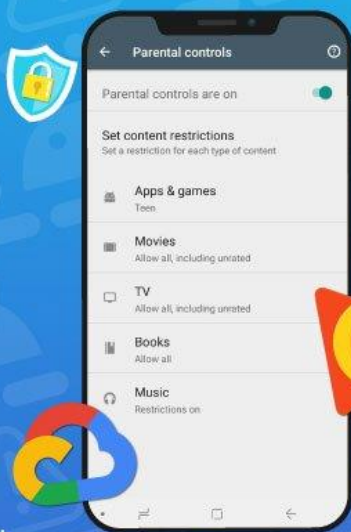 Parental controls
Parental controls are on
Set content restrictions
Set a restriction for each type of content
Apps & games
Teen
Movies
Allow all, including unrated
TV
Allow all, including unrated
Books
Allow all
Music
Restrictions on